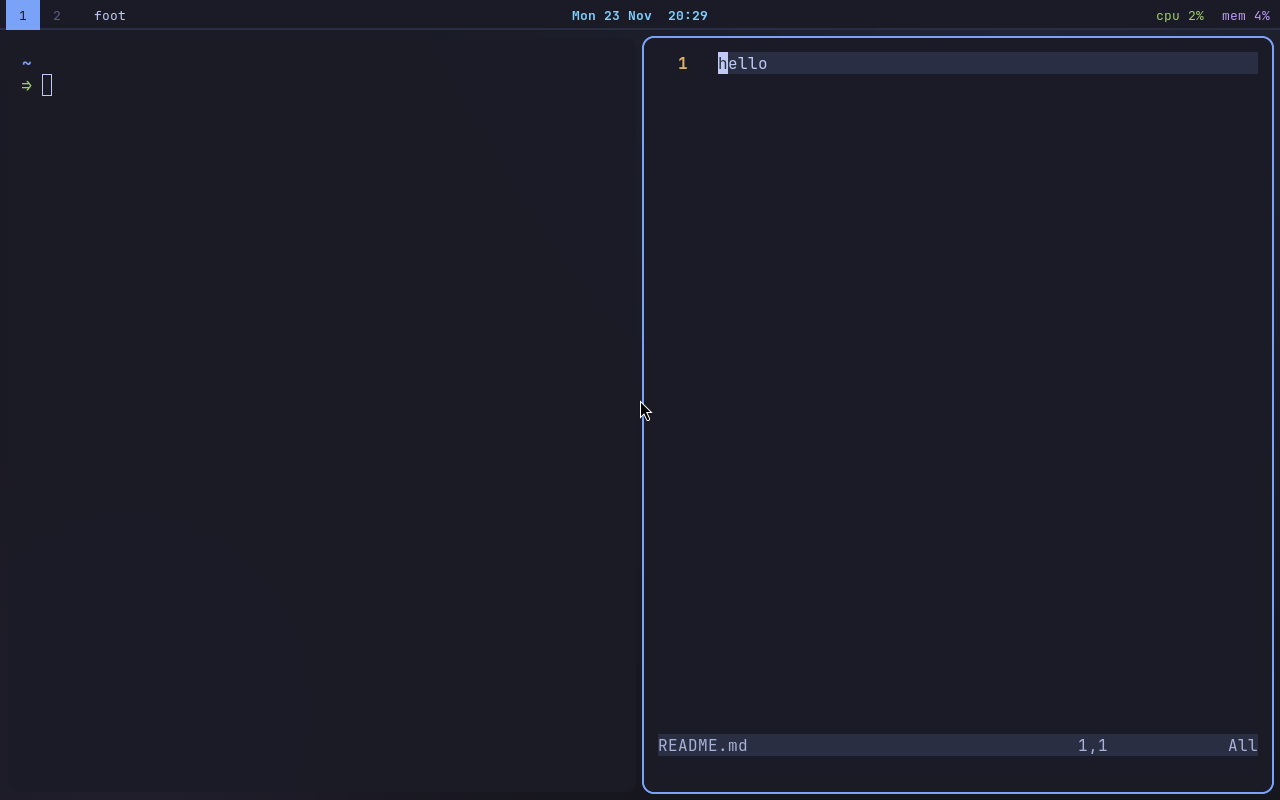 1 2 foot Mon 23 Nov 20:29 cpu 2% mem 4%
~
⇒
1 hello
README.md 1,1 All